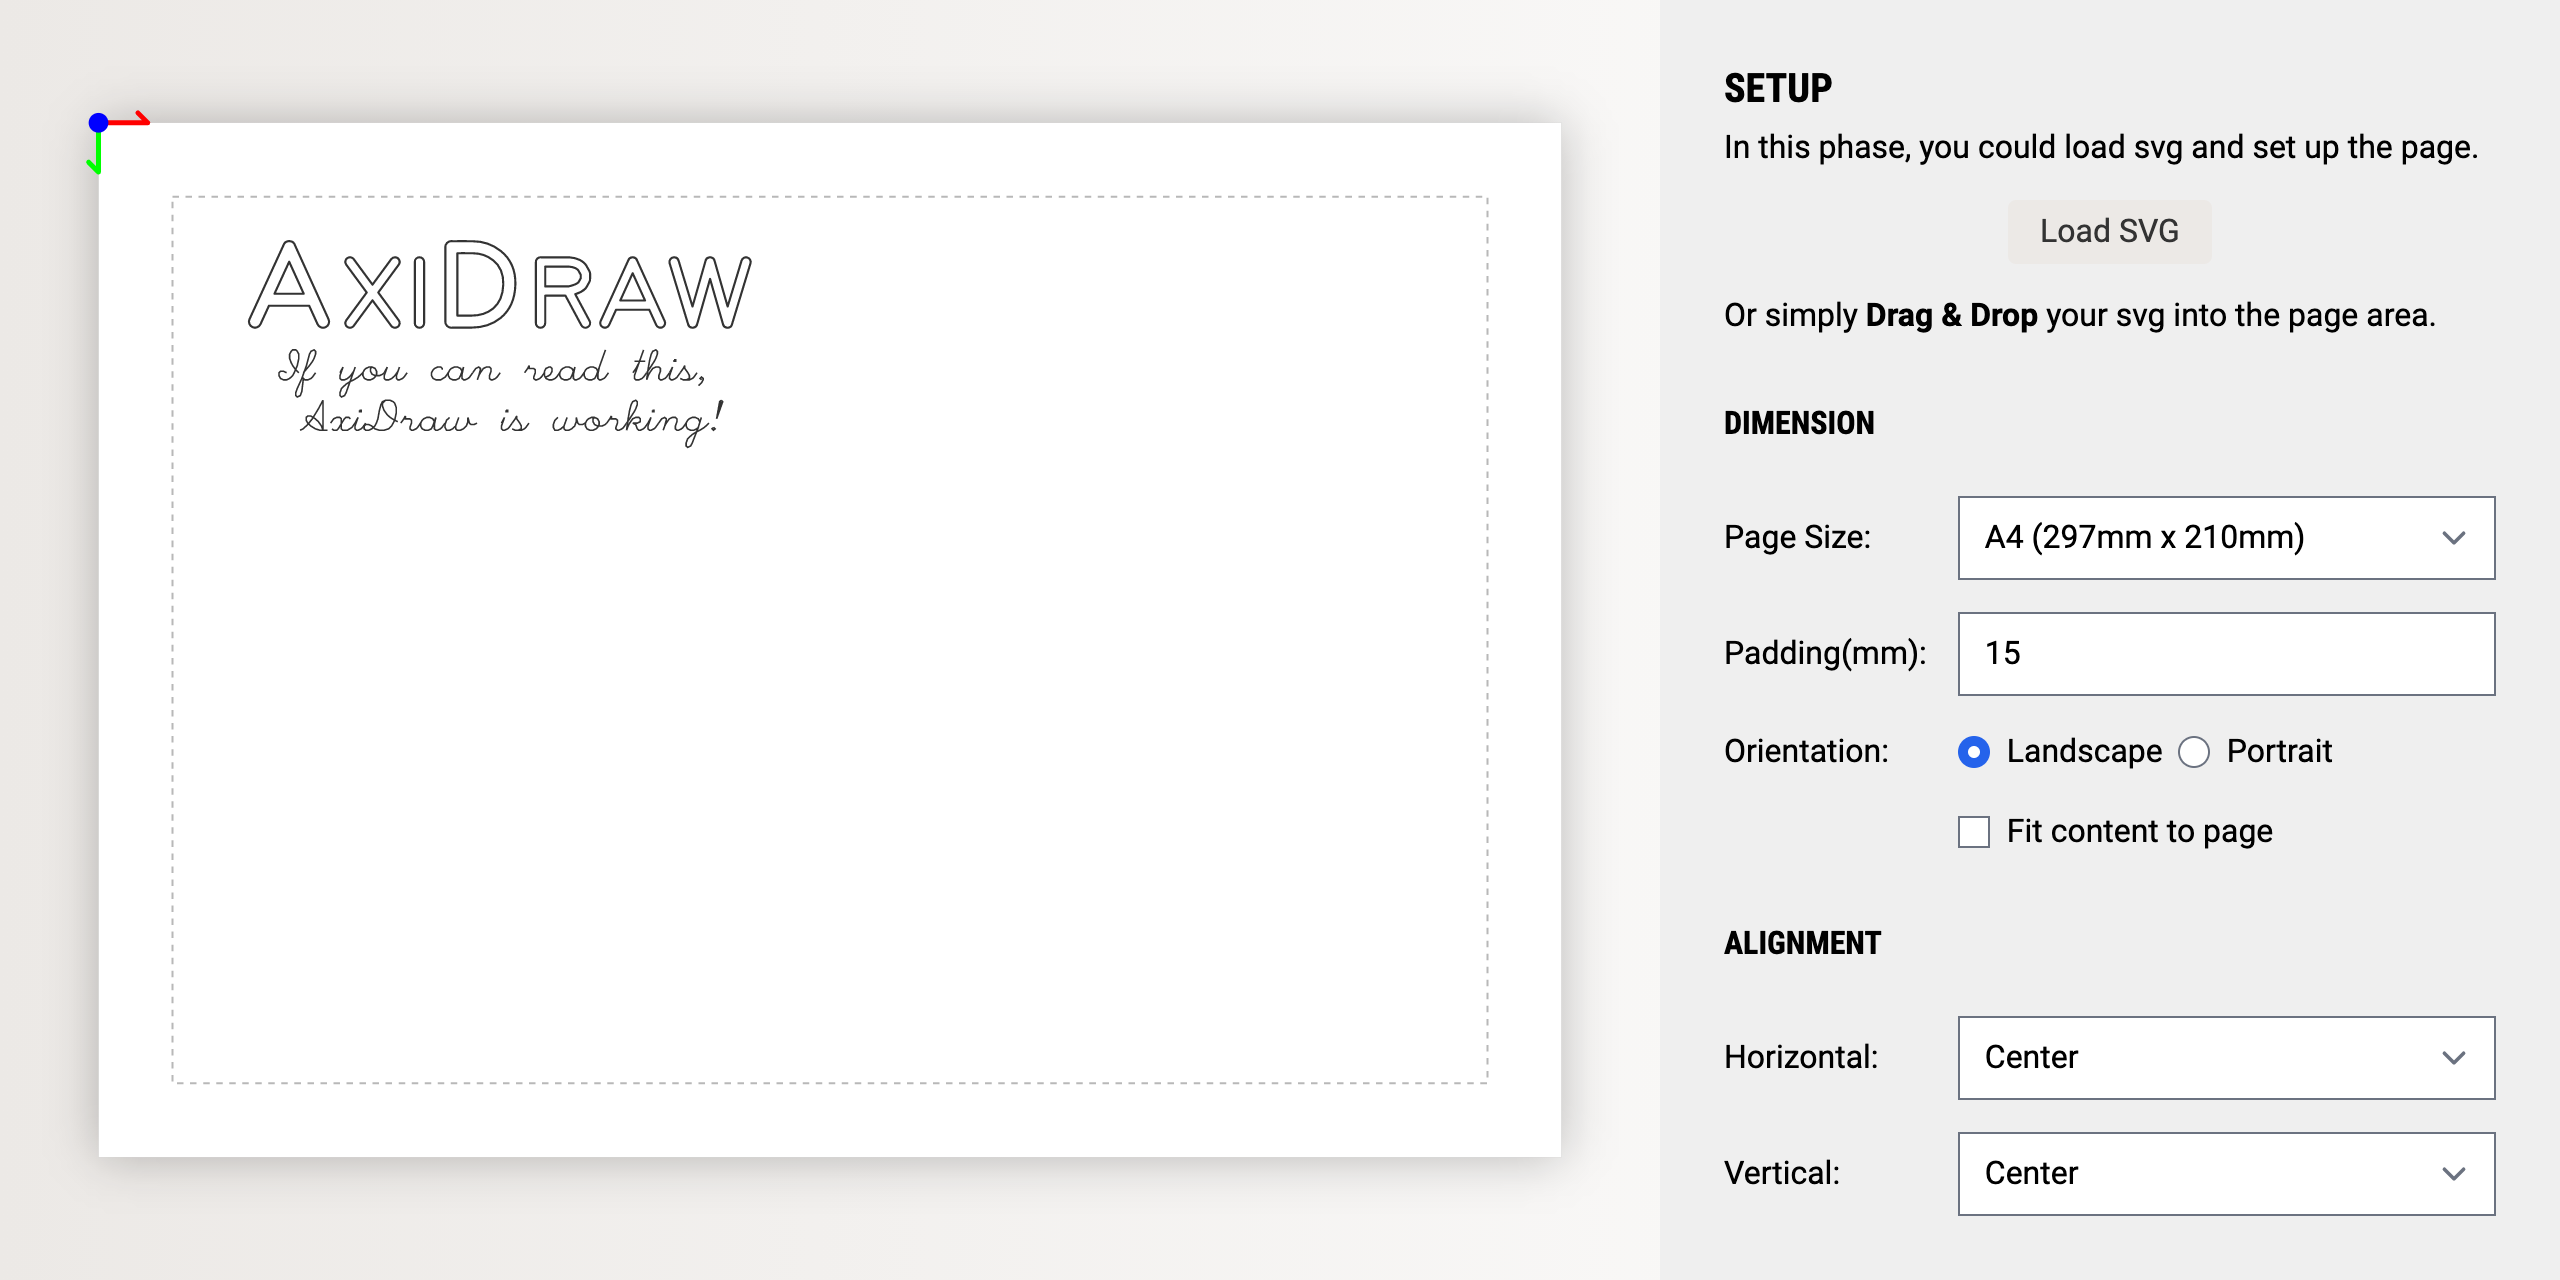 AxiDraw
If you can read this,
AxiDraw is working!
SETUP
In this phase, you could load svg and set up the page.
Load SVG
Or simply Drag & Drop your svg into the page area.
DIMENSION
Page Size: A4 (297mm x 210mm)
Padding(mm): 15
Orientation: Landscape Portrait
Fit content to page
ALIGNMENT
Horizontal: Center
Vertical: Center